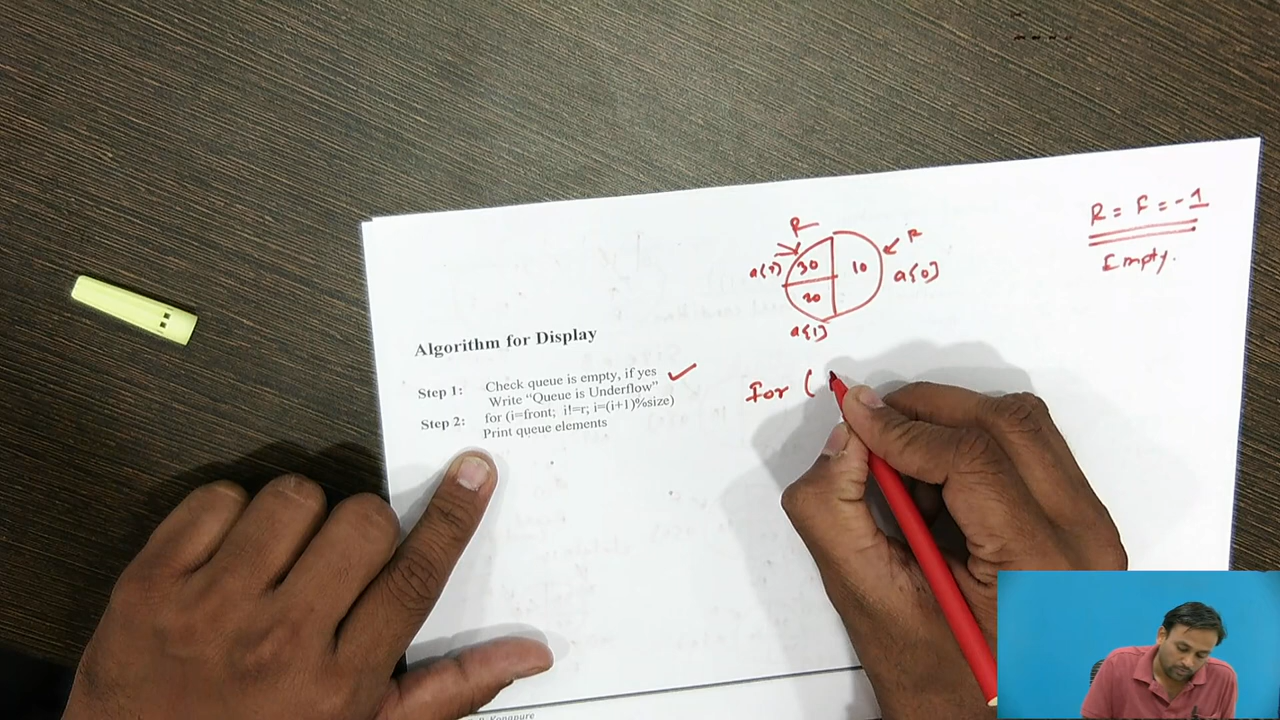 R = F = -1
Empty.
R
R
30
10
a[2]
a[0]
20
a[1]
Algorithm for Display
Step 1: Check queue is empty, if yes
Write "Queue is Underflow"
Step 2: for (i=front; i!=r; i=(i+1)%size)
Print queue elements
for (